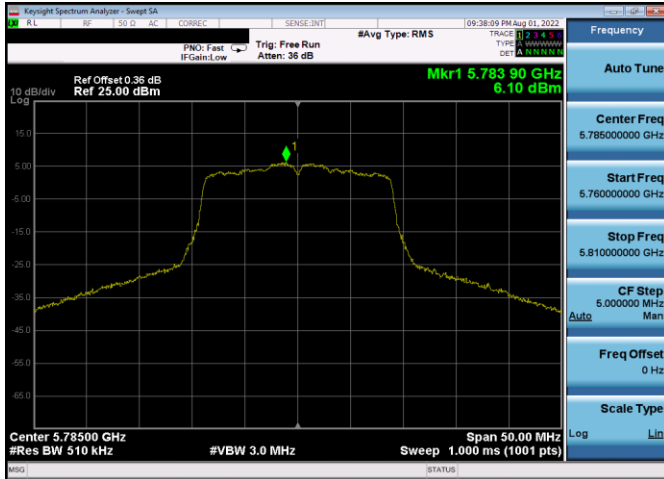 Keysight Spectrum Analyzer - Swept SA
RL RF 50 Ω AC CORREC SENSE:INT 09:38:09 PM Aug 01, 2022
#Avg Type: RMS
TRACE 1 2 3 4 5 6
TYPE A WWWWW
DET A N N N N N
PNO: Fast Trig: Free Run
IFGain:Low Atten: 36 dB
Mkr1 5.783 90 GHz
6.10 dBm
Ref Offset 0.36 dB
10 dB/div Ref 25.00 dBm
Log
15.0
5.00
-5.00
-15.0
-25.0
-35.0
-45.0
-55.0
-65.0
1
Center 5.78500 GHz Span 50.00 MHz
#Res BW 510 kHz #VBW 3.0 MHz Sweep 1.000 ms (1001 pts)
MSG STATUS
Frequency
Auto Tune
Center Freq
5.785000000 GHz
Start Freq
5.760000000 GHz
Stop Freq
5.810000000 GHz
CF Step
5.000000 MHz
Auto Man
Freq Offset
0 Hz
Scale Type
Log Lin